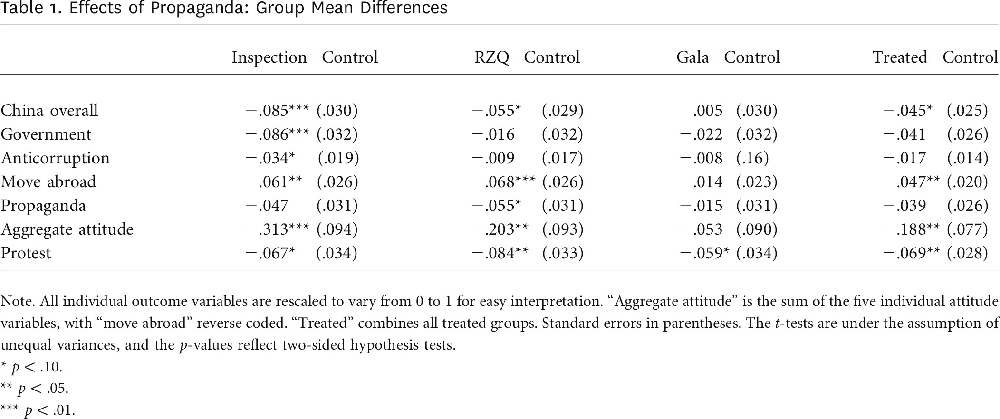 Table 1. Effects of Propaganda: Group Mean Differences
Inspection−Control RZQ−Control Gala−Control Treated−Control
China overall −.085*** (.030) −.055* (.029) .005 (.030) −.045* (.025)
Government −.086*** (.032) −.016 (.032) −.022 (.032) −.041 (.026)
Anticorruption −.034* (.019) −.009 (.017) −.008 (.16) −.017 (.014)
Move abroad .061** (.026) .068*** (.026) .014 (.023) .047** (.020)
Propaganda −.047 (.031) −.055* (.031) −.015 (.031) −.039 (.026)
Aggregate attitude −.313*** (.094) −.203** (.093) −.053 (.090) −.188** (.077)
Protest −.067* (.034) −.084** (.033) −.059* (.034) −.069** (.028)
Note. All individual outcome variables are rescaled to vary from 0 to 1 for easy interpretation. “Aggregate attitude” is the sum of the five individual attitude
variables, with “move abroad” reverse coded. “Treated” combines all treated groups. Standard errors in parentheses. The t-tests are under the assumption of
unequal variances, and the p-values reflect two-sided hypothesis tests.
* p < .10.
** p < .05.
*** p < .01.